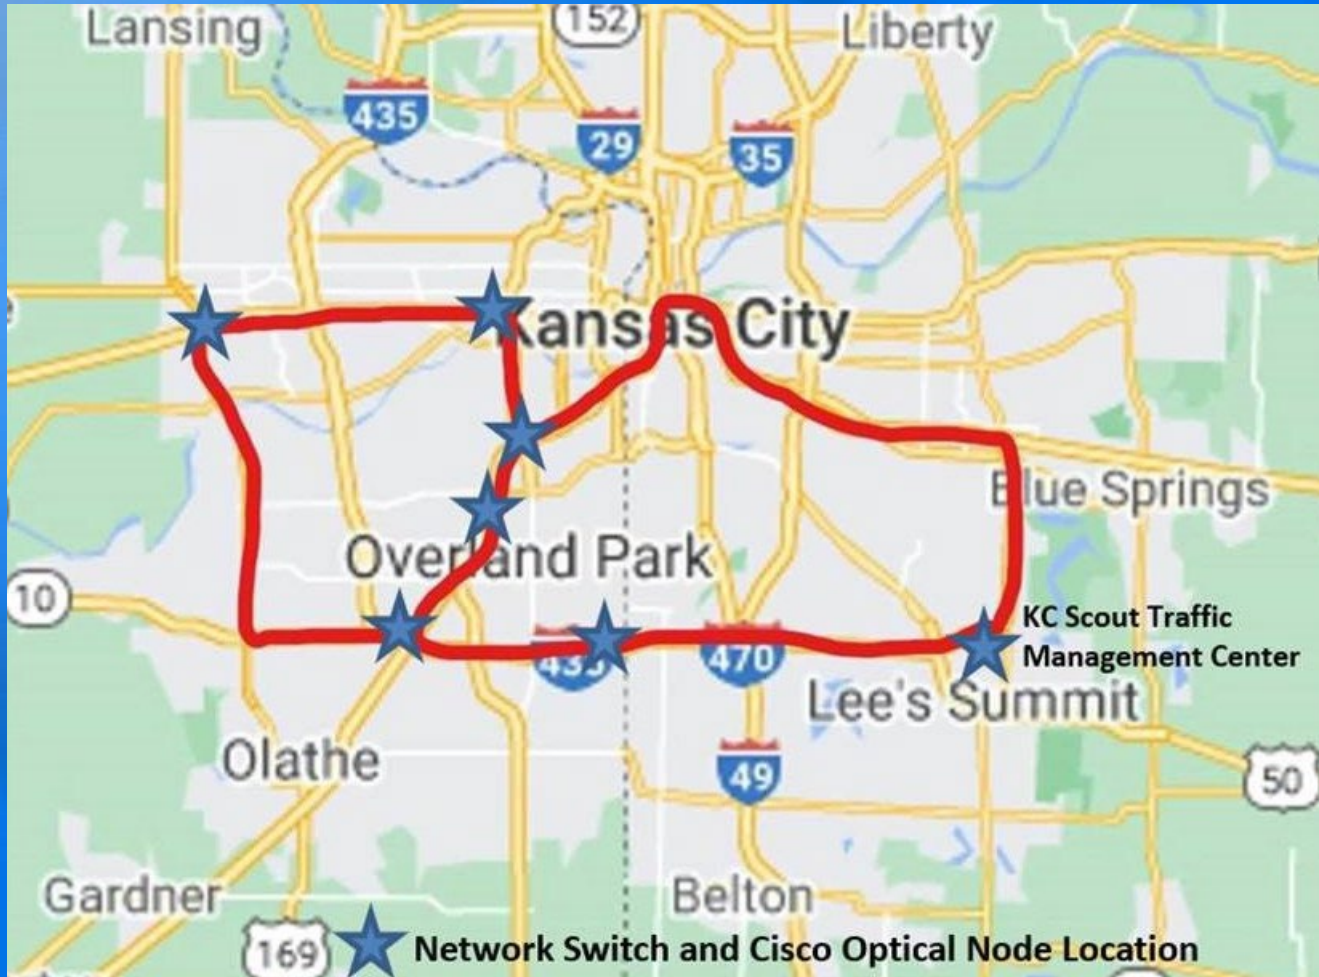 Lansing
152
Liberty
435
29
35
Kansas City
Blue Springs
Overland Park
10
KC Scout Traffic
Management Center
435
470
Lee's Summit
Olathe
49
50
Gardner
Belton
169
Network Switch and Cisco Optical Node Location